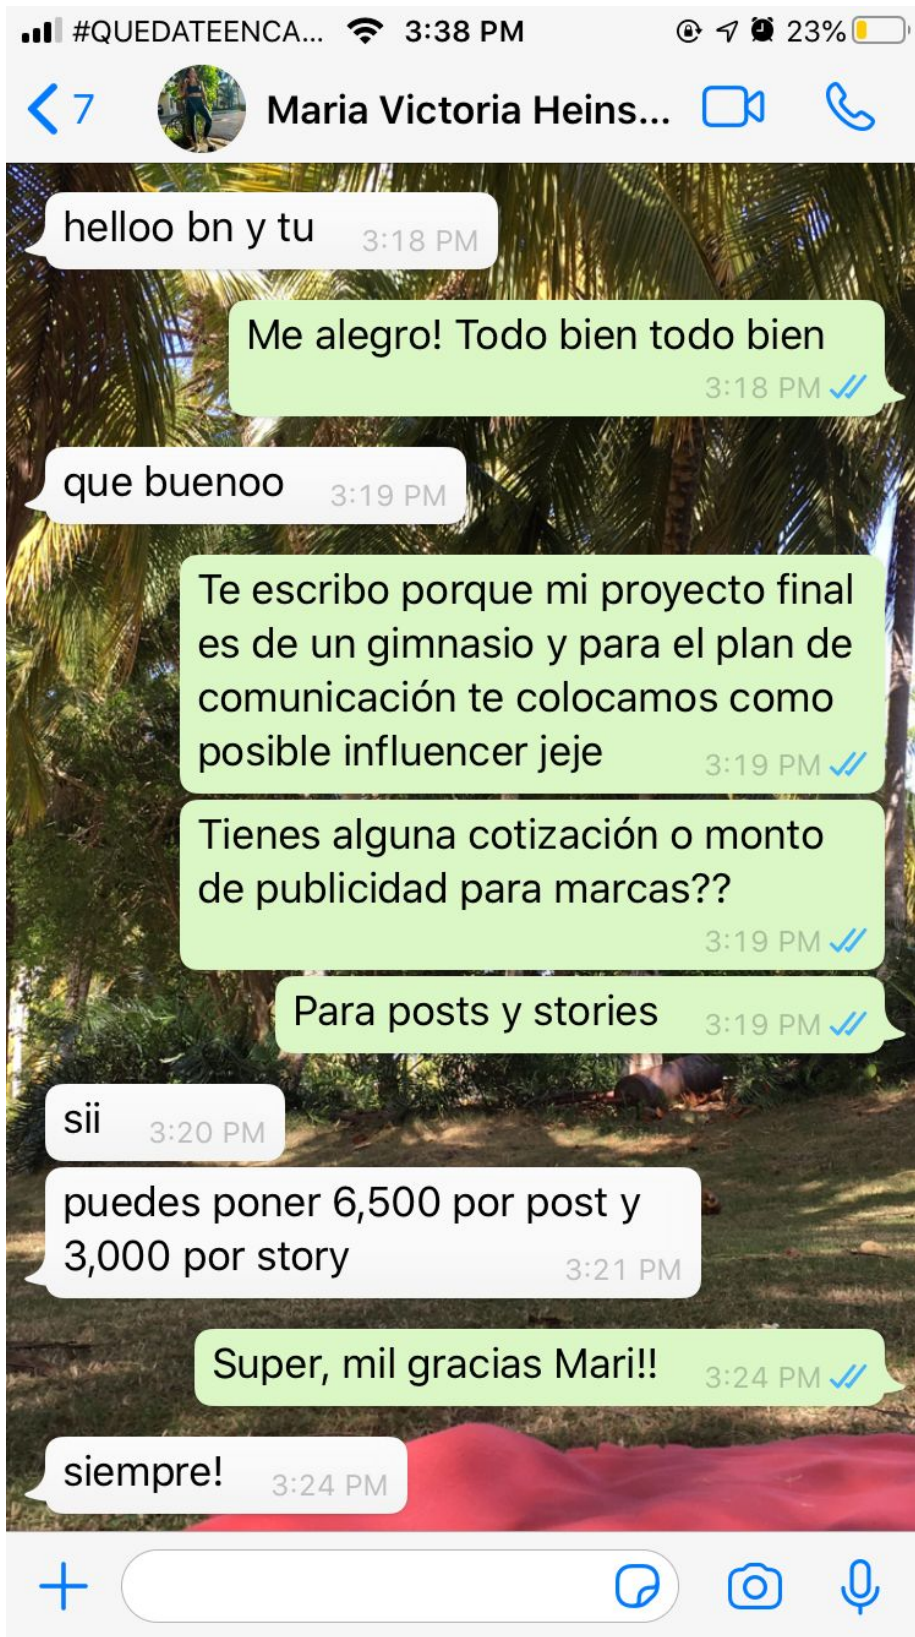 #QUEDATEENCA... 3:38 PM 23%
7 Maria Victoria Heins...
helloo bn y tu 3:18 PM
Me alegro! Todo bien todo bien
3:18 PM
que buenoo 3:19 PM
Te escribo porque mi proyecto final
es de un gimnasio y para el plan de
comunicación te colocamos como
posible influencer jeje 3:19 PM
Tienes alguna cotización o monto
de publicidad para marcas??
3:19 PM
Para posts y stories 3:19 PM
sii 3:20 PM
puedes poner 6,500 por post y
3,000 por story 3:21 PM
Super, mil gracias Mari!! 3:24 PM
siempre! 3:24 PM